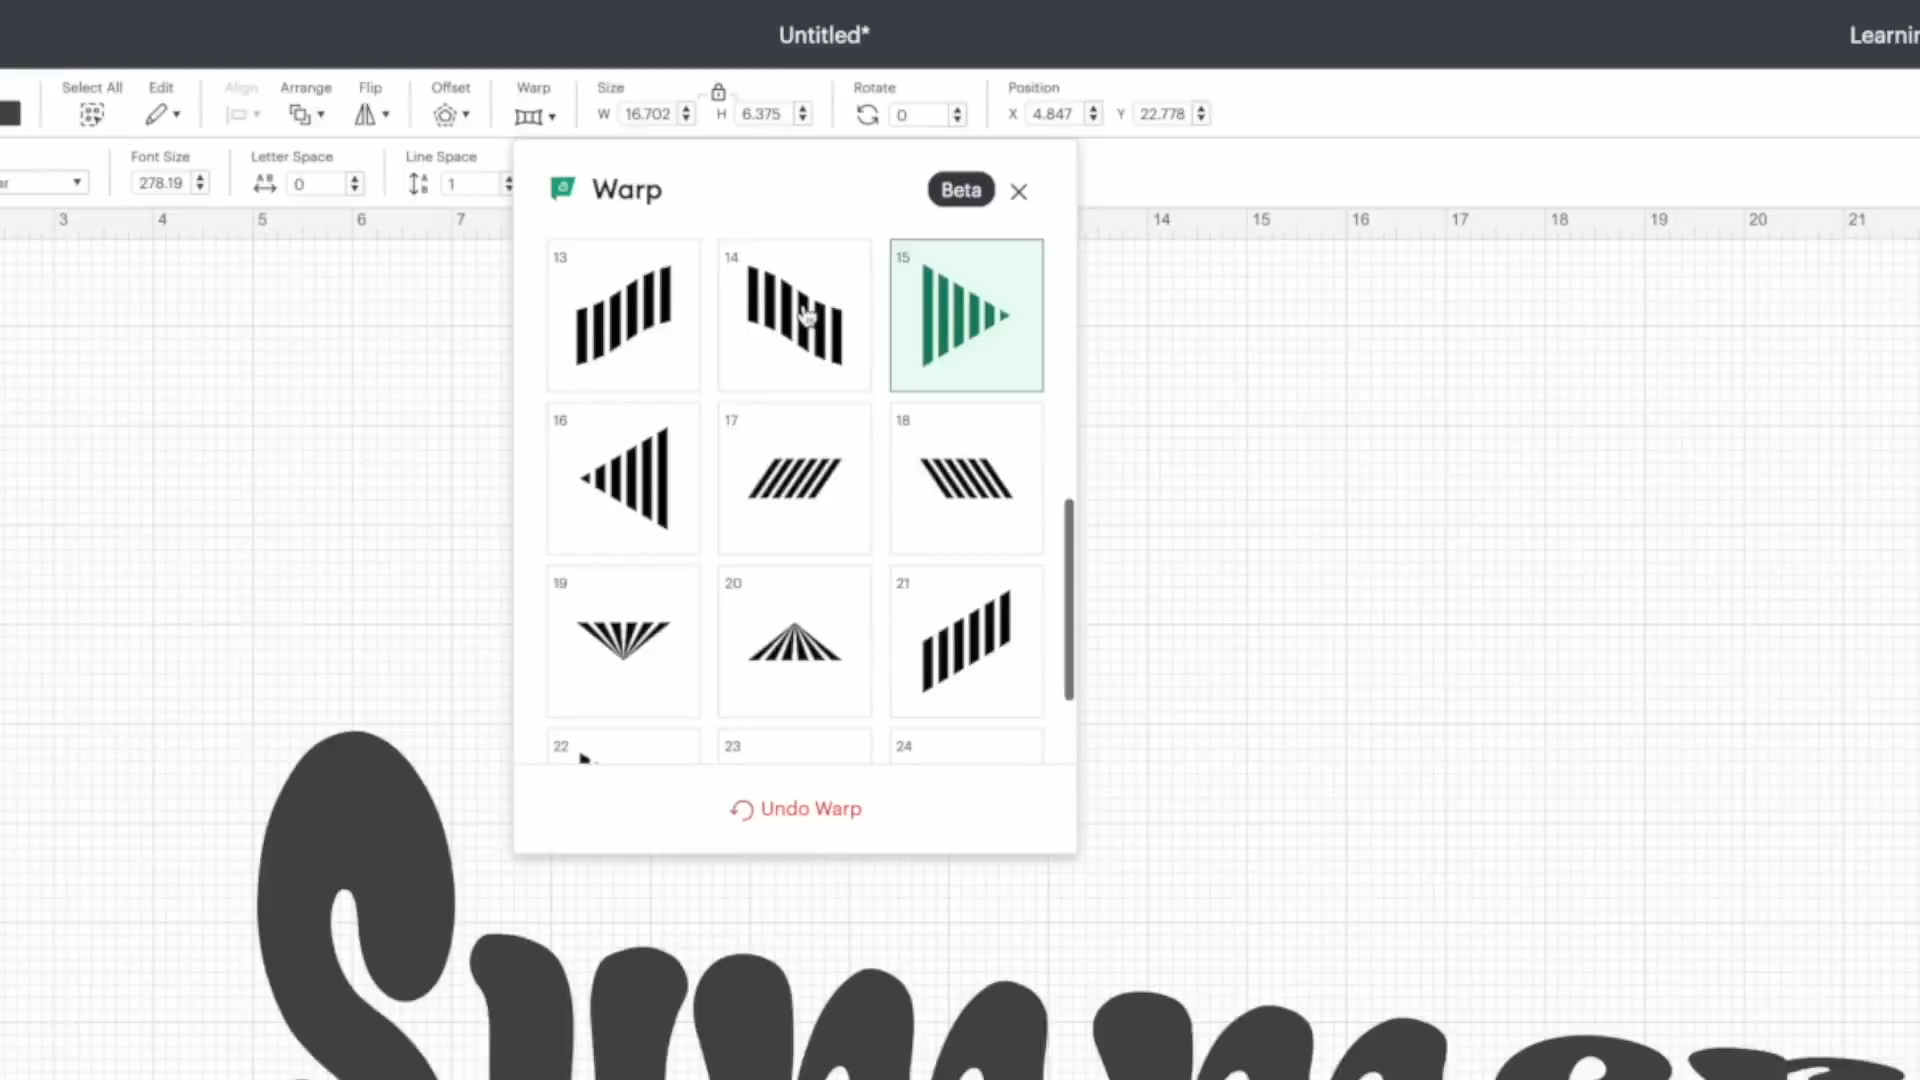 Untitled*
Select All Edit Align Arrange Flip Offset Warp Size Rotate Position
W 16.702 H 6.375 0 X 4.847 Y 22.778
Font Size Letter Space Line Space
278.19 0 1
3 4 5 6 7 14 15 16 17 18 19 20 21
Warp Beta
13 14 15
16 17 18
19 20 21
22 23 24
Undo Warp
Summer